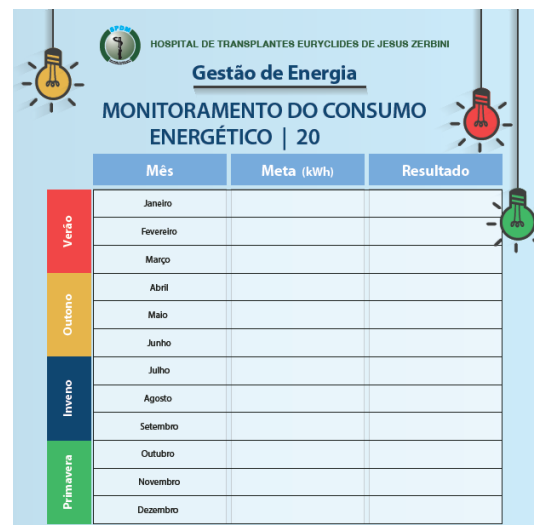 SPDM
HOSPITAL DE TRANSPLANTES EURYCLIDES DE JESUS ZERBINI
Gestão de Energia
MONITORAMENTO DO CONSUMO
ENERGÉTICO | 20
Mês Meta (kWh) Resultado
Verão
Janeiro
Fevereiro
Março
Outono
Abril
Maio
Junho
Inveno
Julho
Agosto
Setembro
Primavera
Outubro
Novembro
Dezembro